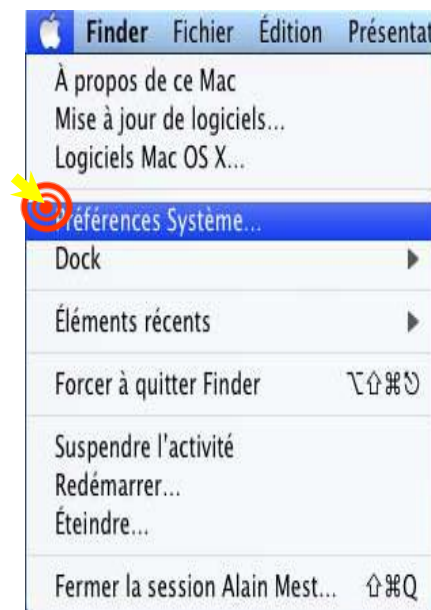 Finder Fichier Édition Présentat
À propos de ce Mac
Mise à jour de logiciels...
Logiciels Mac OS X...
Préférences Système...
Dock
Éléments récents
Forcer à quitter Finder ⌥⇧⌘⎋
Suspendre l'activité
Redémarrer...
Éteindre...
Fermer la session Alain Mest... ⇧⌘Q